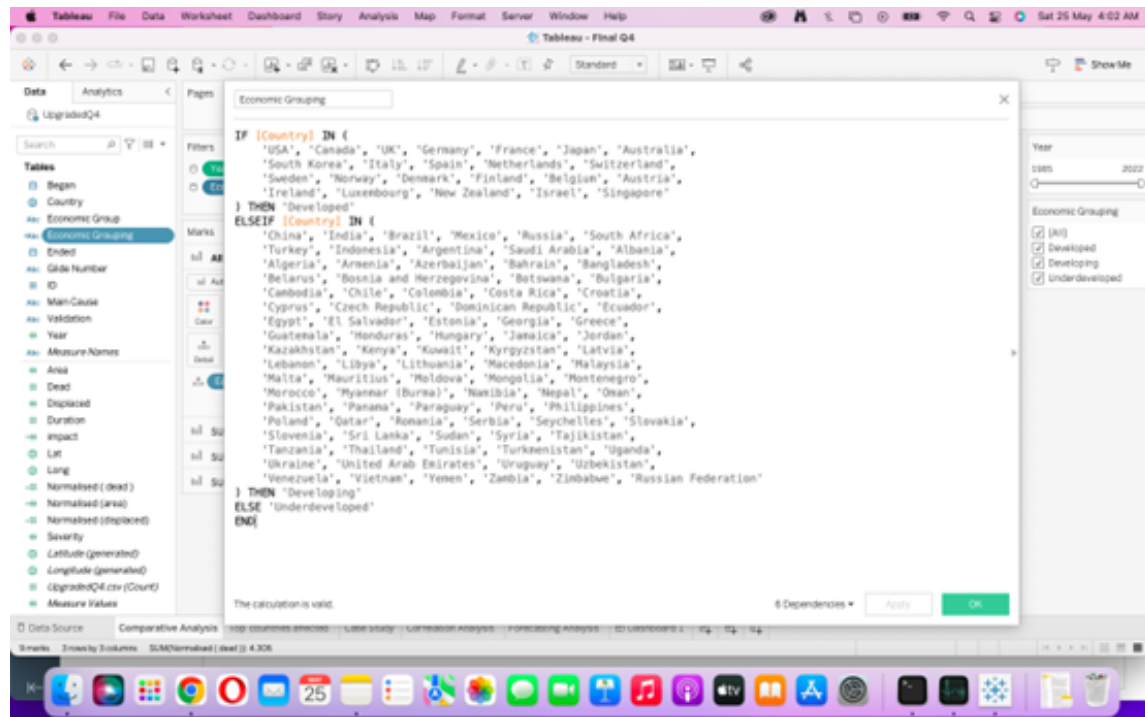 Tableau File Data Worksheet Dashboard Story Analysis Map Format Server Window Help Sat 25 May 4:02 AM
Tableau - Final Q4
Standard Show Me
Data Analytics Pages
UpgradedQ4
Search
Tables
Began
Country
Economic Group
Economic Grouping
Ended
Glide Number
ID
Main Cause
Validation
Year
Measure Names
Area
Dead
Displaced
Duration
impact
Lat
Long
Normalised ( dead )
Normalised (area)
Normalised (displaced)
Severity
Latitude (generated)
Longitude (generated)
UpgradedQ4.csv (Count)
Measure Values
Filters
Marks
Color
Detail
Economic Grouping
IF [Country] IN (
'USA', 'Canada', 'UK', 'Germany', 'France', 'Japan', 'Australia',
'South Korea', 'Italy', 'Spain', 'Netherlands', 'Switzerland',
'Sweden', 'Norway', 'Denmark', 'Finland', 'Belgium', 'Austria',
'Ireland', 'Luxembourg', 'New Zealand', 'Israel', 'Singapore'
) THEN 'Developed'
ELSEIF [Country] IN (
'China', 'India', 'Brazil', 'Mexico', 'Russia', 'South Africa',
'Turkey', 'Indonesia', 'Argentina', 'Saudi Arabia', 'Albania',
'Algeria', 'Armenia', 'Azerbaijan', 'Bahrain', 'Bangladesh',
'Belarus', 'Bosnia and Herzegovina', 'Botswana', 'Bulgaria',
'Cambodia', 'Chile', 'Colombia', 'Costa Rica', 'Croatia',
'Cyprus', 'Czech Republic', 'Dominican Republic', 'Ecuador',
'Egypt', 'El Salvador', 'Estonia', 'Georgia', 'Greece',
'Guatemala', 'Honduras', 'Hungary', 'Jamaica', 'Jordan',
'Kazakhstan', 'Kenya', 'Kuwait', 'Kyrgyzstan', 'Latvia',
'Lebanon', 'Libya', 'Lithuania', 'Macedonia', 'Malaysia',
'Malta', 'Mauritius', 'Moldova', 'Mongolia', 'Montenegro',
'Morocco', 'Myanmar (Burma)', 'Namibia', 'Nepal', 'Oman',
'Pakistan', 'Panama', 'Paraguay', 'Peru', 'Philippines',
'Poland', 'Qatar', 'Romania', 'Serbia', 'Seychelles', 'Slovakia',
'Slovenia', 'Sri Lanka', 'Sudan', 'Syria', 'Tajikistan',
'Tanzania', 'Thailand', 'Tunisia', 'Turkmenistan', 'Uganda',
'Ukraine', 'United Arab Emirates', 'Uruguay', 'Uzbekistan',
'Venezuela', 'Vietnam', 'Yemen', 'Zambia', 'Zimbabwe', 'Russian Federation'
) THEN 'Developing'
ELSE 'Underdeveloped'
END
The calculation is valid. 6 Dependencies Apply OK
Year
1985 2022
Economic Grouping
(All)
Developed
Developing
Underdeveloped
Data Source Comparative Analysis Top countries affected Case Study Correlation Analysis Forecasting Analysis
9 marks 3 rows by 3 columns SUM(Normalised ( dead )): 4.306
25
tv